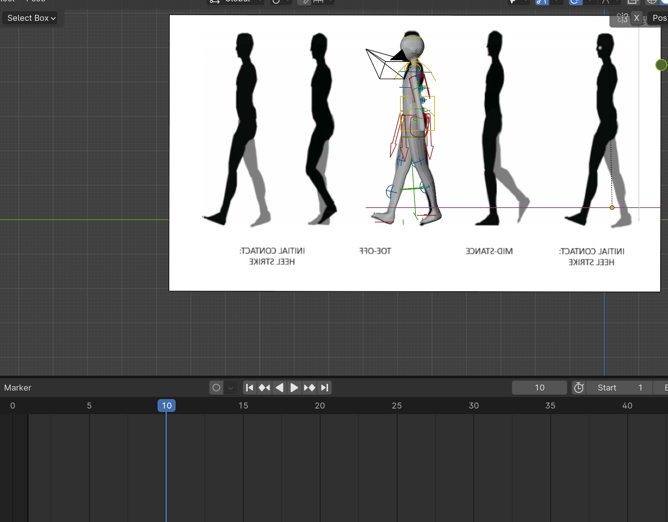 Select Box
X
Pos
INITIAL CONTACT:
HEEL STRIKE
TOE-OFF
MID-STANCE
INITIAL CONTACT:
HEEL STRIKE
Marker
10
Start
1
0
5
10
15
20
25
30
35
40